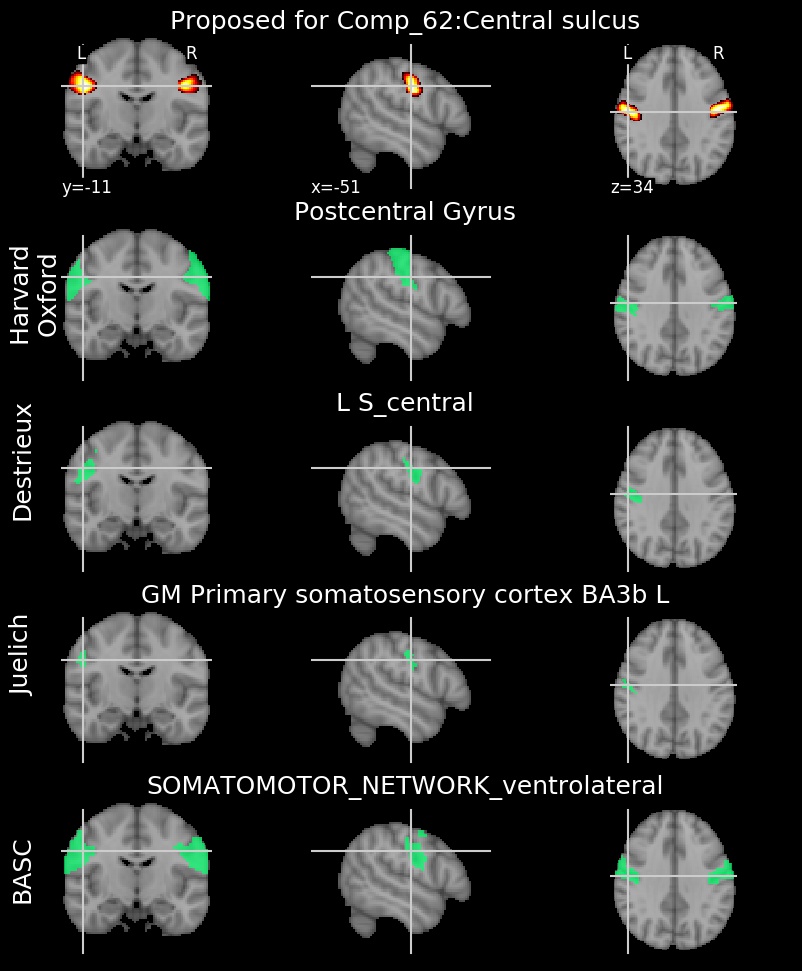 Proposed for Comp_62:Central sulcus
L R
L R
y=-11
x=-51
z=34
Postcentral Gyrus
Harvard
Oxford
L S_central
Destrieux
GM Primary somatosensory cortex BA3b L
Juelich
SOMATOMOTOR_NETWORK_ventrolateral
BASC